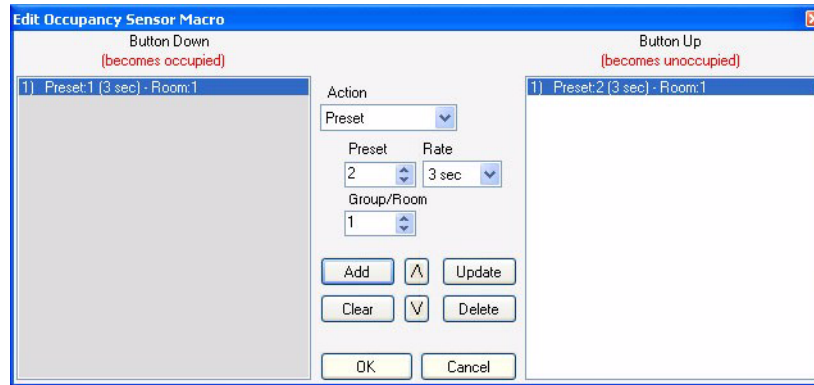 Edit Occupancy Sensor Macro
Button Down
(becomes occupied)
Button Up
(becomes unoccupied)
1) Preset:1 (3 sec) - Room:1
1) Preset:2 (3 sec) - Room:1
Action
Preset
Preset Rate
2 3 sec
Group/Room
1
Add /\ Update
Clear \/ Delete
OK Cancel